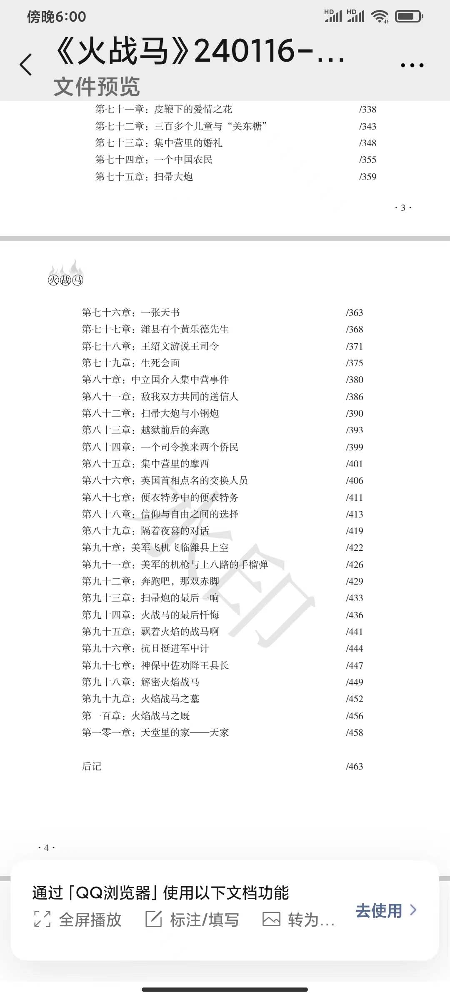 傍晚6:00
HD HD
《火战马》240116-...
文件预览
第七十一章：皮鞭下的爱情之花 /338
第七十二章：三百多个儿童与“关东糖” /343
第七十三章：集中营里的婚礼 /348
第七十四章：一个中国农民 /355
第七十五章：扫帚大炮 /359
·3·
火战马
第七十六章：一张天书 /363
第七十七章：潍县有个黄乐德先生 /368
第七十八章：王绍文游说王司令 /371
第七十九章：生死会面 /375
第八十章：中立国介入集中营事件 /380
第八十一章：敌我双方共同的送信人 /386
第八十二章：扫帚大炮与小钢炮 /390
第八十三章：越狱前后的奔跑 /393
第八十四章：一个司令换来两个侨民 /399
第八十五章：集中营里的摩西 /401
第八十六章：英国首相点名的交换人员 /406
第八十七章：便衣特务中的便衣特务 /411
第八十八章：信仰与自由之间的选择 /413
第八十九章：隔着夜幕的对话 /419
第九十章：美军飞机飞临潍县上空 /422
第九十一章：美军的机枪与土八路的手榴弹 /426
第九十二章：奔跑吧，那双赤脚 /429
第九十三章：扫帚炮的最后一响 /433
第九十四章：火战马的最后忏悔 /436
第九十五章：飘着火焰的战马啊 /441
第九十六章：抗日挺进军中计 /444
第九十七章：神保中佐劝降王县长 /447
第九十八章：解密火焰战马 /449
第九十九章：火焰战马之墓 /452
第一百章：火焰战马之厩 /456
第一零一章：天堂里的家——天家 /458
水印
后记 /463
·4·
通过「QQ浏览器」使用以下文档功能
去使用
全屏播放 标注/填写 转为...